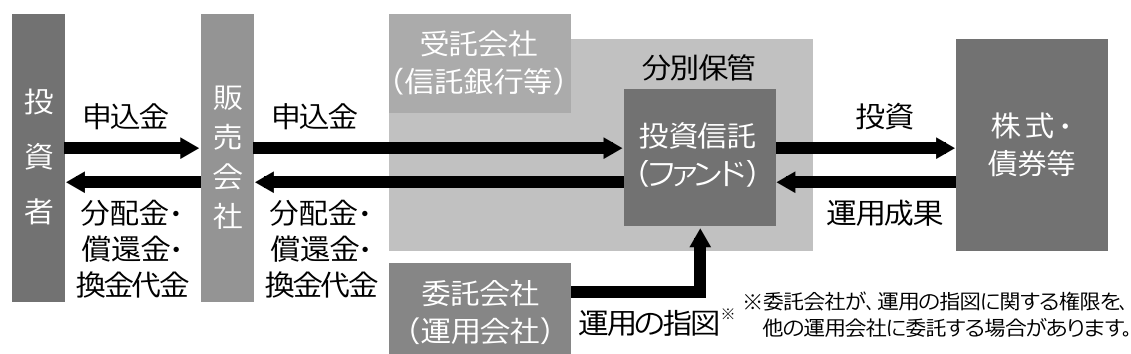 投資者
申込金
分配金・
償還金・
換金代金
販売会社
申込金
分配金・
償還金・
換金代金
受託会社
（信託銀行等）
分別保管
投資信託
（ファンド）
投資
運用成果
株式・
債券等
委託会社
（運用会社）
運用の指図※
※委託会社が、運用の指図に関する権限を、
他の運用会社に委託する場合があります。